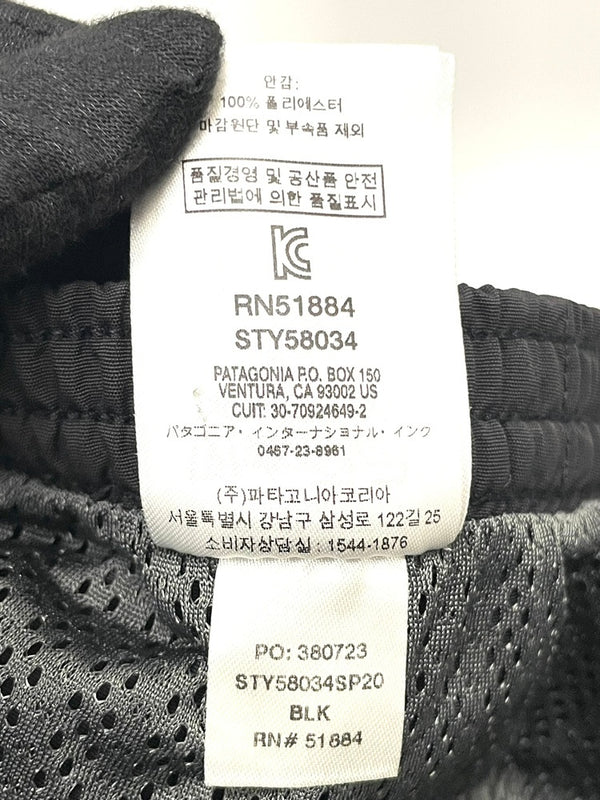 안감:
100% 폴리에스터
마감원단 및 부속품 제외
품질경영 및 공산품 안전
관리법에 의한 품질표시
RN51884
STY58034
PATAGONIA P.O. BOX 150
VENTURA, CA 93002 US
CUIT: 30-70924649-2
パタゴニア・インターナショナル・インク
0467-23-8961
(주)파타고니아코리아
서울특별시 강남구 삼성로 122길 25
소비자상담실 : 1544-1876
PO: 380723
STY58034SP20
BLK
RN# 51884